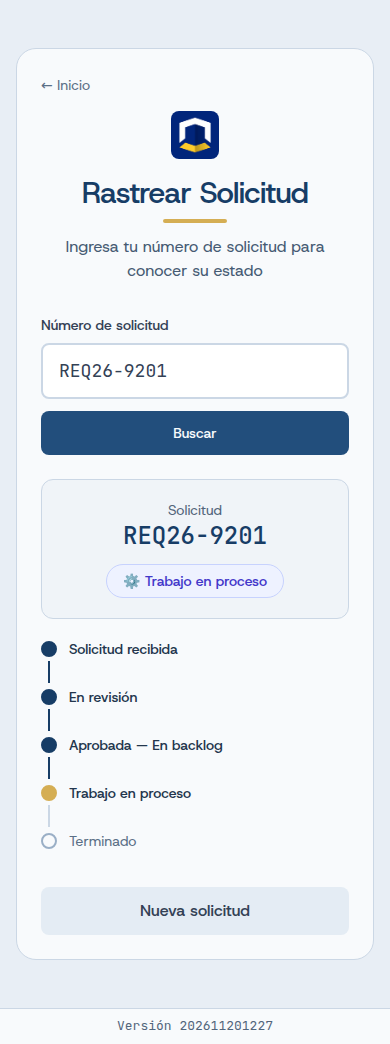 ← Inicio
Rastrear Solicitud
Ingresa tu número de solicitud para
conocer su estado
Número de solicitud
REQ26-9201
Buscar
Solicitud
REQ26-9201
⚙️ Trabajo en proceso
Solicitud recibida
En revisión
Aprobada — En backlog
Trabajo en proceso
Terminado
Nueva solicitud
Versión 202611201227